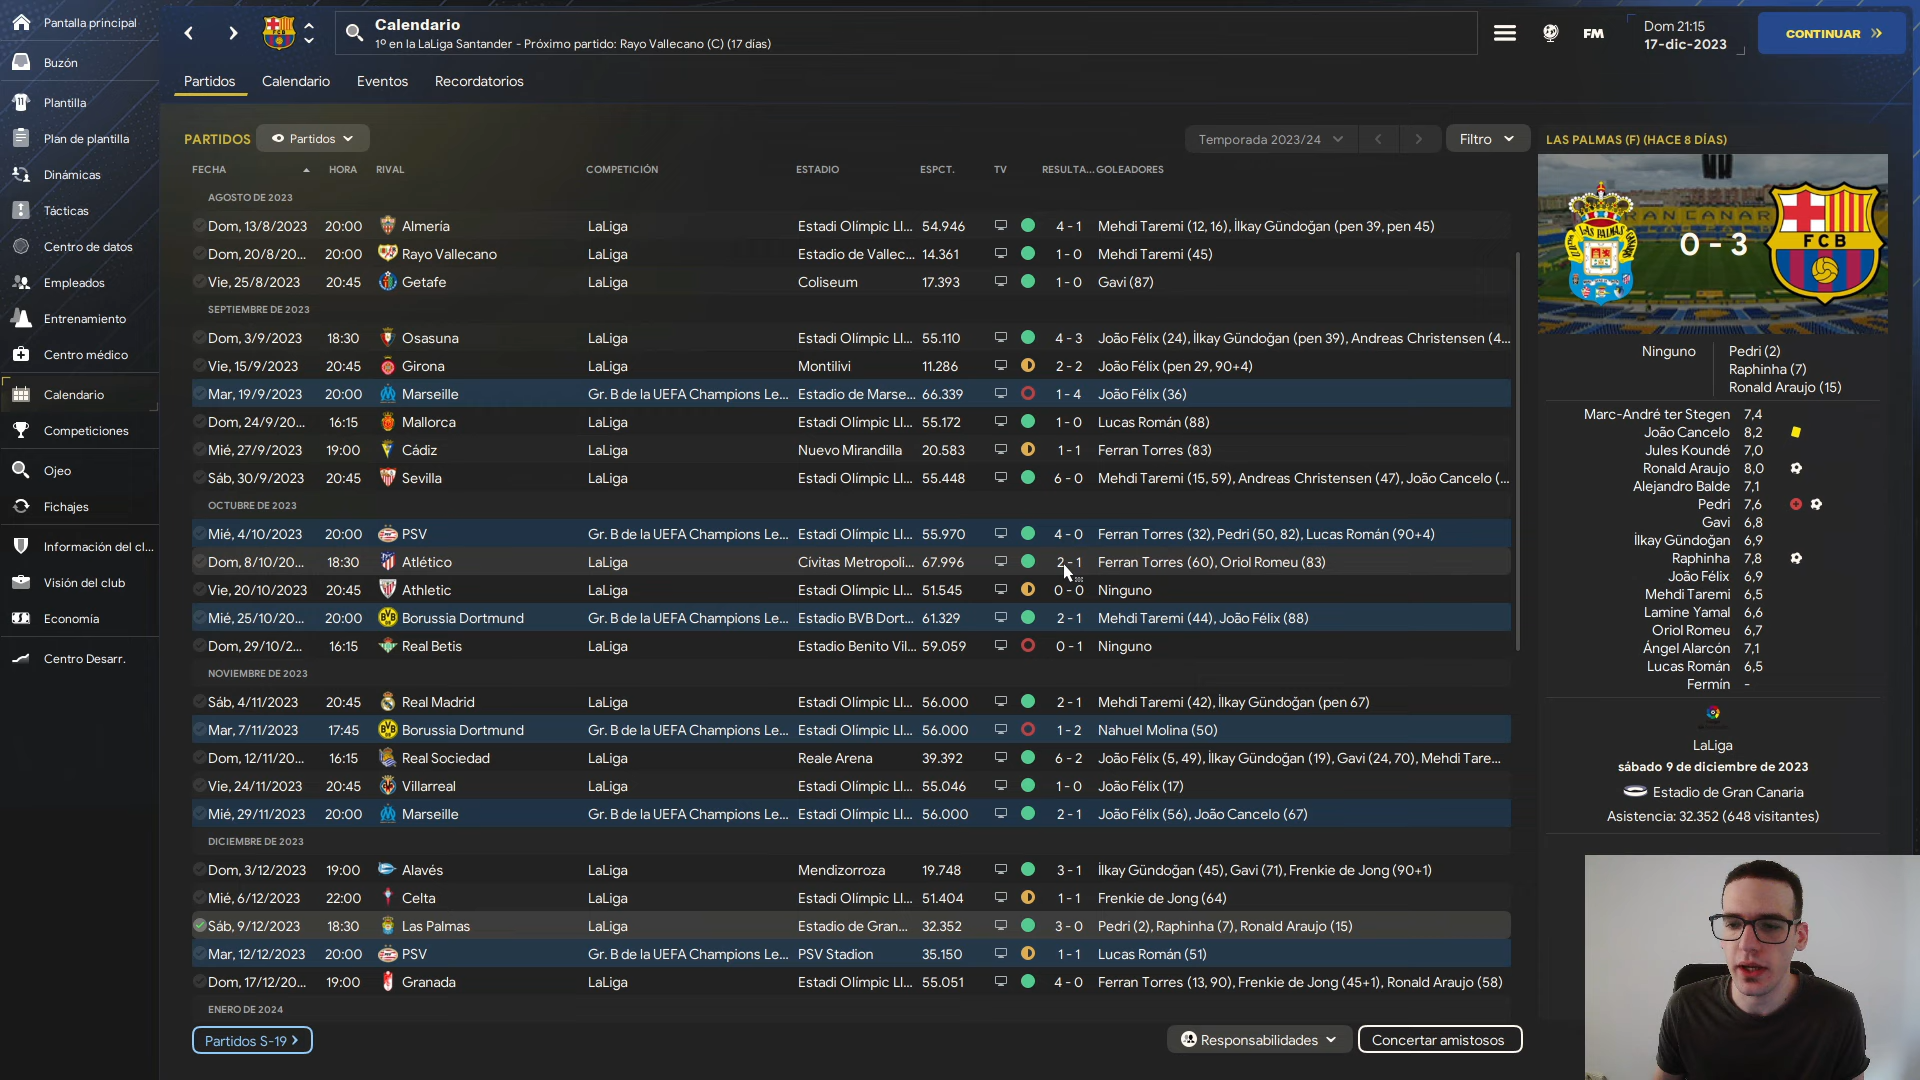 Pantalla principal
Buzón
Plantilla
Plan de plantilla
Dinámicas
Tácticas
Centro de datos
Empleados
Entrenamiento
Centro médico
Calendario
Competiciones
Ojeo
Fichajes
Información del cl...
Visión del club
Economía
Centro Desarr.
Calendario
1º en la LaLiga Santander - Próximo partido: Rayo Vallecano (C) (17 días)
FM
Dom 21:15
17-dic-2023
CONTINUAR
Partidos Calendario Eventos Recordatorios
PARTIDOS Partidos Temporada 2023/24 Filtro
FECHA HORA RIVAL COMPETICIÓN ESTADIO ESPCT. TV RESULTA... GOLEADORES
AGOSTO DE 2023
Dom, 13/8/2023 20:00 Almería LaLiga Estadi Olímpic Ll... 54.946 4 - 1 Mehdi Taremi (12, 16), İlkay Gündoğan (pen 39, pen 45)
Dom, 20/8/20... 20:00 Rayo Vallecano LaLiga Estadio de Vallec... 14.361 1 - 0 Mehdi Taremi (45)
Vie, 25/8/2023 20:45 Getafe LaLiga Coliseum 17.393 1 - 0 Gavi (87)
SEPTIEMBRE DE 2023
Dom, 3/9/2023 18:30 Osasuna LaLiga Estadi Olímpic Ll... 55.110 4 - 3 João Félix (24), İlkay Gündoğan (pen 39), Andreas Christensen (4...
Vie, 15/9/2023 20:45 Girona LaLiga Montilivi 11.286 2 - 2 João Félix (pen 29, 90+4)
Mar, 19/9/2023 20:00 Marseille Gr. B de la UEFA Champions Le... Estadio de Marse... 66.339 1 - 4 João Félix (36)
Dom, 24/9/20... 16:15 Mallorca LaLiga Estadi Olímpic Ll... 55.172 1 - 0 Lucas Román (88)
Mié, 27/9/2023 19:00 Cádiz LaLiga Nuevo Mirandilla 20.583 1 - 1 Ferran Torres (83)
Sáb, 30/9/2023 20:45 Sevilla LaLiga Estadi Olímpic Ll... 55.448 6 - 0 Mehdi Taremi (15, 59), Andreas Christensen (47), João Cancelo (...
OCTUBRE DE 2023
Mié, 4/10/2023 20:00 PSV Gr. B de la UEFA Champions Le... Estadi Olímpic Ll... 55.970 4 - 0 Ferran Torres (32), Pedri (50, 82), Lucas Román (90+4)
Dom, 8/10/20... 18:30 Atlético LaLiga Cívitas Metropoli... 67.996 2 - 1 Ferran Torres (60), Oriol Romeu (83)
Vie, 20/10/2023 20:45 Athletic LaLiga Estadi Olímpic Ll... 51.545 0 - 0 Ninguno
Mié, 25/10/20... 20:00 Borussia Dortmund Gr. B de la UEFA Champions Le... Estadio BVB Dort... 61.329 2 - 1 Mehdi Taremi (44), João Félix (88)
Dom, 29/10/2... 16:15 Real Betis LaLiga Estadio Benito Vil... 59.059 0 - 1 Ninguno
NOVIEMBRE DE 2023
Sáb, 4/11/2023 20:45 Real Madrid LaLiga Estadi Olímpic Ll... 56.000 2 - 1 Mehdi Taremi (42), İlkay Gündoğan (pen 67)
Mar, 7/11/2023 17:45 Borussia Dortmund Gr. B de la UEFA Champions Le... Estadi Olímpic Ll... 56.000 1 - 2 Nahuel Molina (50)
Dom, 12/11/20... 16:15 Real Sociedad LaLiga Reale Arena 39.392 6 - 2 João Félix (5, 49), İlkay Gündoğan (19), Gavi (24, 70), Mehdi Tare...
Vie, 24/11/2023 20:45 Villarreal LaLiga Estadi Olímpic Ll... 55.046 1 - 0 João Félix (17)
Mié, 29/11/2023 20:00 Marseille Gr. B de la UEFA Champions Le... Estadi Olímpic Ll... 56.000 2 - 1 João Félix (56), João Cancelo (67)
DICIEMBRE DE 2023
Dom, 3/12/2023 19:00 Alavés LaLiga Mendizorroza 19.748 3 - 1 İlkay Gündoğan (45), Gavi (71), Frenkie de Jong (90+1)
Mié, 6/12/2023 22:00 Celta LaLiga Estadi Olímpic Ll... 51.404 1 - 1 Frenkie de Jong (64)
Sáb, 9/12/2023 18:30 Las Palmas LaLiga Estadio de Gran... 32.352 3 - 0 Pedri (2), Raphinha (7), Ronald Araujo (15)
Mar, 12/12/2023 20:00 PSV Gr. B de la UEFA Champions Le... PSV Stadion 35.150 1 - 1 Lucas Román (51)
Dom, 17/12/20... 19:00 Granada LaLiga Estadi Olímpic Ll... 55.051 4 - 0 Ferran Torres (13, 90), Frenkie de Jong (45+1), Ronald Araujo (58)
ENERO DE 2024
Partidos S-19
Responsabilidades
Concertar amistosos
LAS PALMAS (F) (HACE 8 DÍAS)
0 - 3
FCB
Ninguno
Pedri (2)
Raphinha (7)
Ronald Araujo (15)
Marc-André ter Stegen 7,4
João Cancelo 8,2
Jules Koundé 7,0
Ronald Araujo 8,0
Alejandro Balde 7,1
Pedri 7,6
Gavi 6,8
İlkay Gündoğan 6,9
Raphinha 7,8
João Félix 6,9
Mehdi Taremi 6,5
Lamine Yamal 6,6
Oriol Romeu 6,7
Ángel Alarcón 7,1
Lucas Román 6,5
Fermín -
LaLiga
sábado 9 de diciembre de 2023
Estadio de Gran Canaria
Asistencia: 32.352 (648 visitantes)